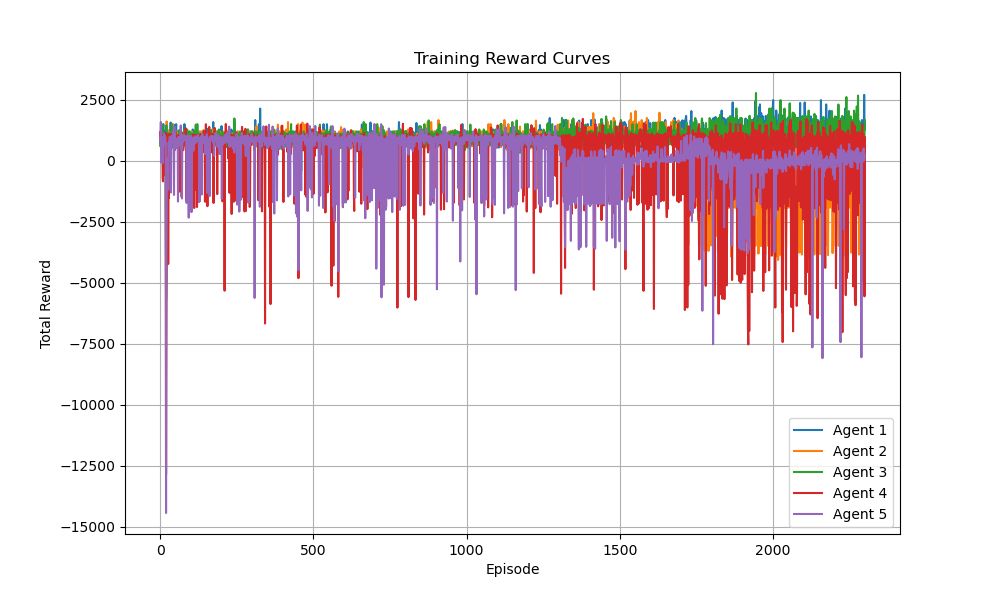 Training Reward Curves
2500
0
−2500
−5000
−7500
−10000
−12500
−15000
Total Reward
0
500
1000
1500
2000
Episode
Agent 1
Agent 2
Agent 3
Agent 4
Agent 5